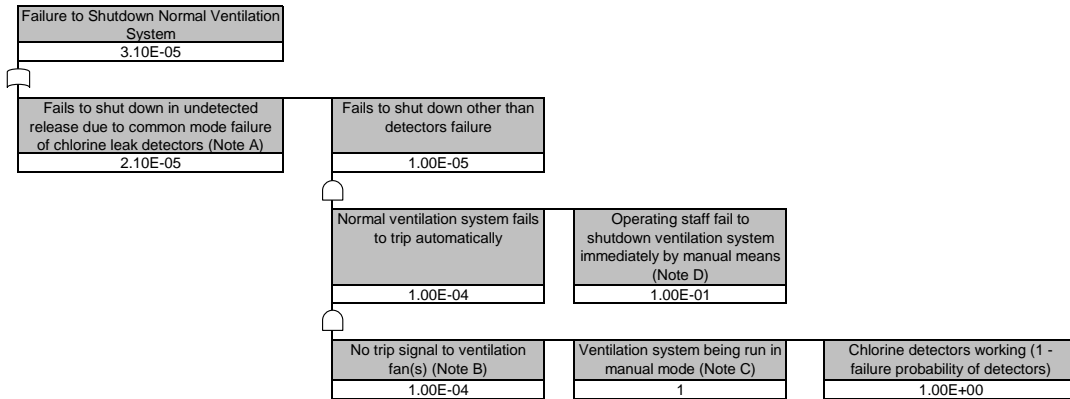 Failure to Shutdown Normal Ventilation
System
3.10E-05
Fails to shut down in undetected
release due to common mode failure
of chlorine leak detectors (Note A)
2.10E-05
Fails to shut down other than
detectors failure
1.00E-05
Normal ventilation system fails
to trip automatically
1.00E-04
Operating staff fail to
shutdown ventilation system
immediately by manual means
(Note D)
1.00E-01
No trip signal to ventilation
fan(s) (Note B)
1.00E-04
Ventilation system being run in
manual mode (Note C)
1
Chlorine detectors working (1 -
failure probability of detectors)
1.00E+00